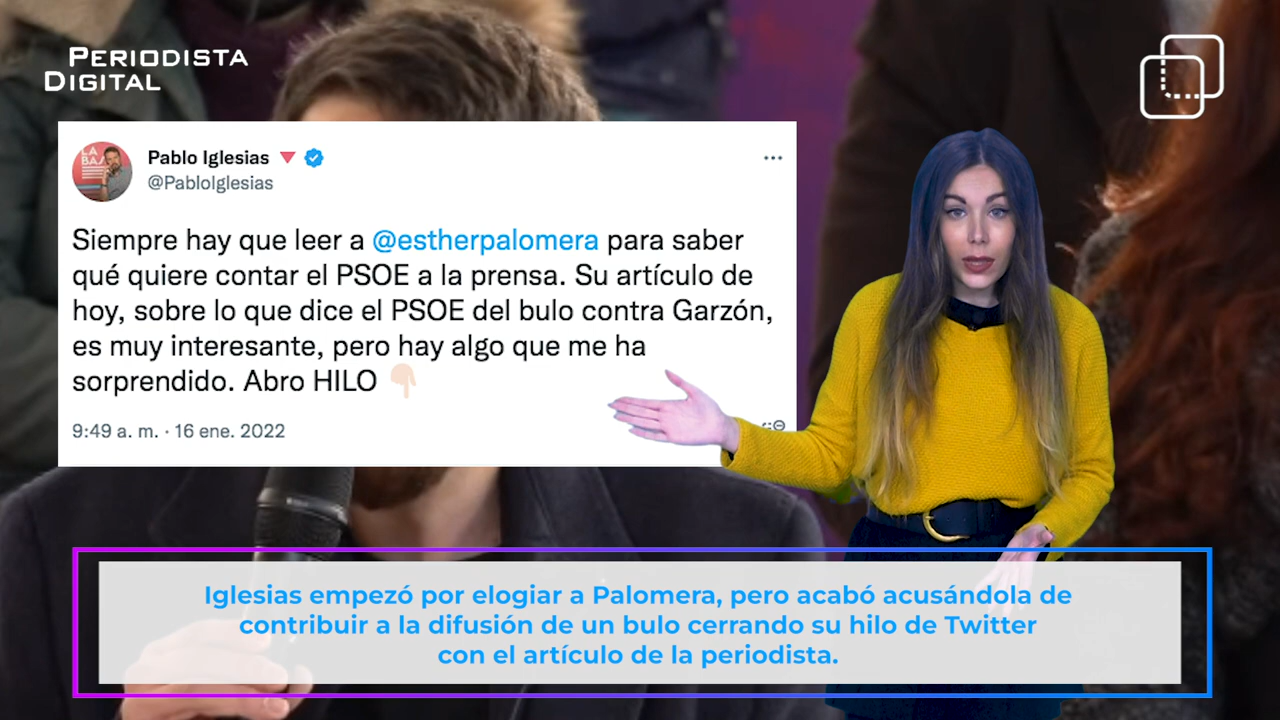 PERIODISTA
DIGITAL
Pablo Iglesias
@PabloIglesias
Siempre hay que leer a @estherpalomera para saber
qué quiere contar el PSOE a la prensa. Su artículo de
hoy, sobre lo que dice el PSOE del bulo contra Garzón,
es muy interesante, pero hay algo que me ha
sorprendido. Abro HILO 👇🏻
9:49 a. m. · 16 ene. 2022
Iglesias empezó por elogiar a Palomera, pero acabó acusándola de
contribuir a la difusión de un bulo cerrando su hilo de Twitter
con el artículo de la periodista.